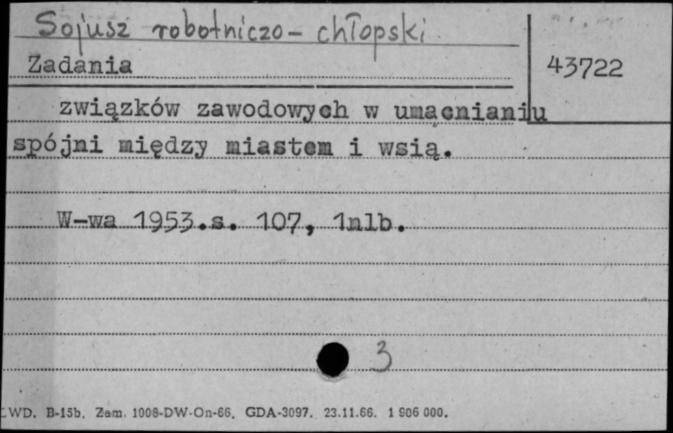 Sojusz robotniczo-chłopski
Zadania
43722
związków zawodowych w umacnianiu
spójni między miastem i wsią.
W-wa 1953.s. 107, 1nlb.
3
WD. B-15b. Zam. 1008-DW-On-66. GDA-3097. 23.11.66. 1 906 000.